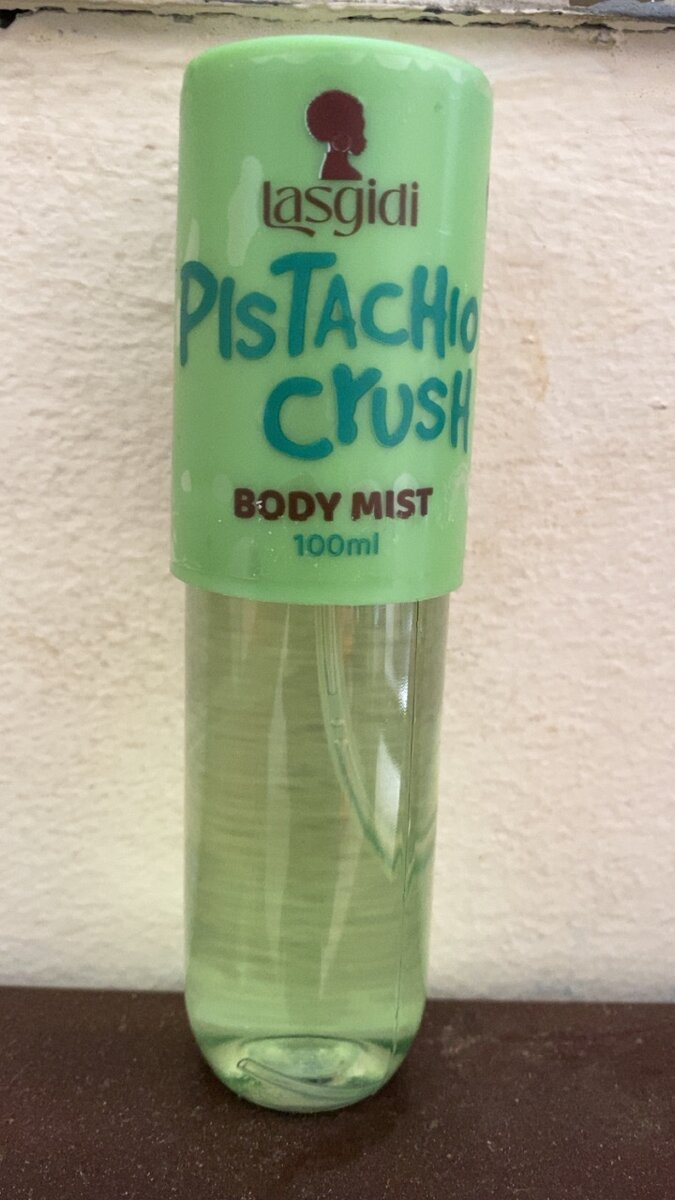 Lasgidi
PISTACHIO
CrUSH
BODY MIST
100ml